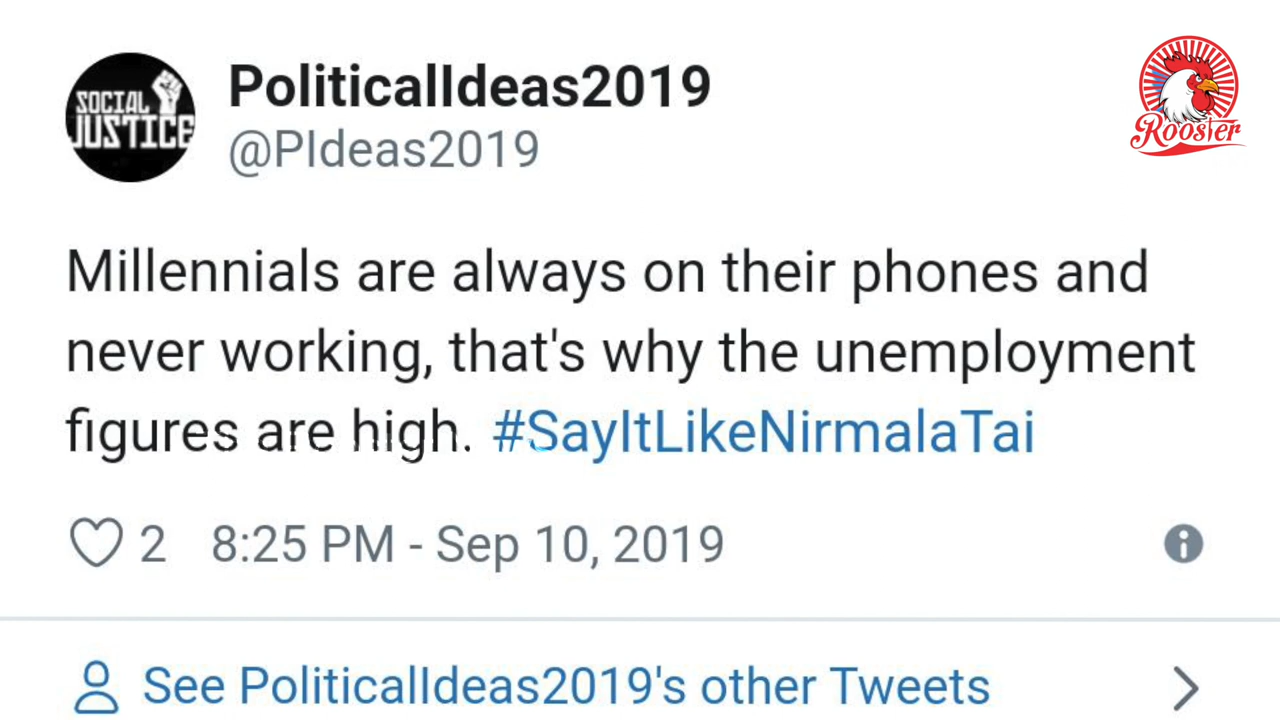 SOCIAL
JUSTICE
PoliticalIdeas2019
@PIdeas2019
Rooster
Millennials are always on their phones and
never working, that's why the unemployment
figures are high. #SayItLikeNirmalaTai
2 8:25 PM - Sep 10, 2019
See PoliticalIdeas2019's other Tweets